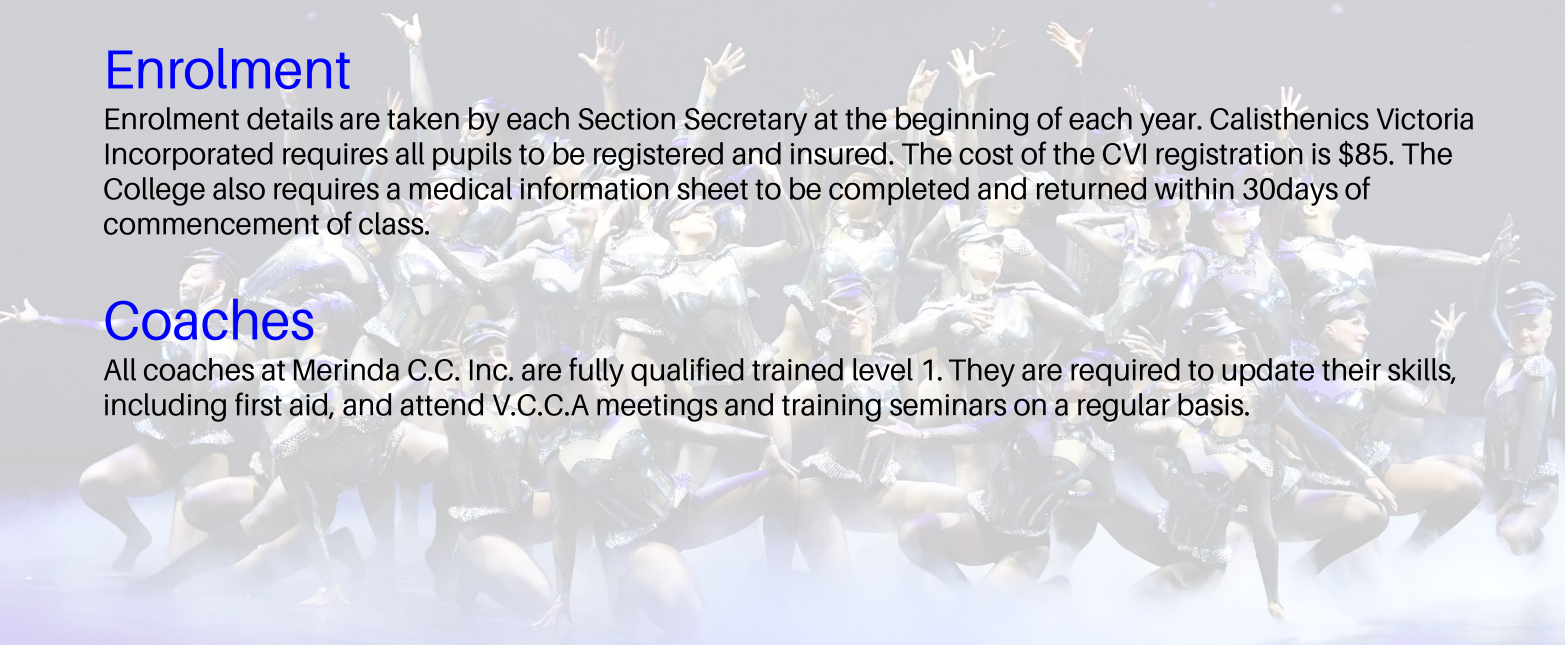 Enrolment
Enrolment details are taken by each Section Secretary at the beginning of each year. Calisthenics Victoria
Incorporated requires all pupils to be registered and insured. The cost of the CVI registration is $85. The
College also requires a medical information sheet to be completed and returned within 30days of
commencement of class.
Coaches
All coaches at Merinda C.C. Inc. are fully qualified trained level 1. They are required to update their skills,
including first aid, and attend V.C.C.A meetings and training seminars on a regular basis.